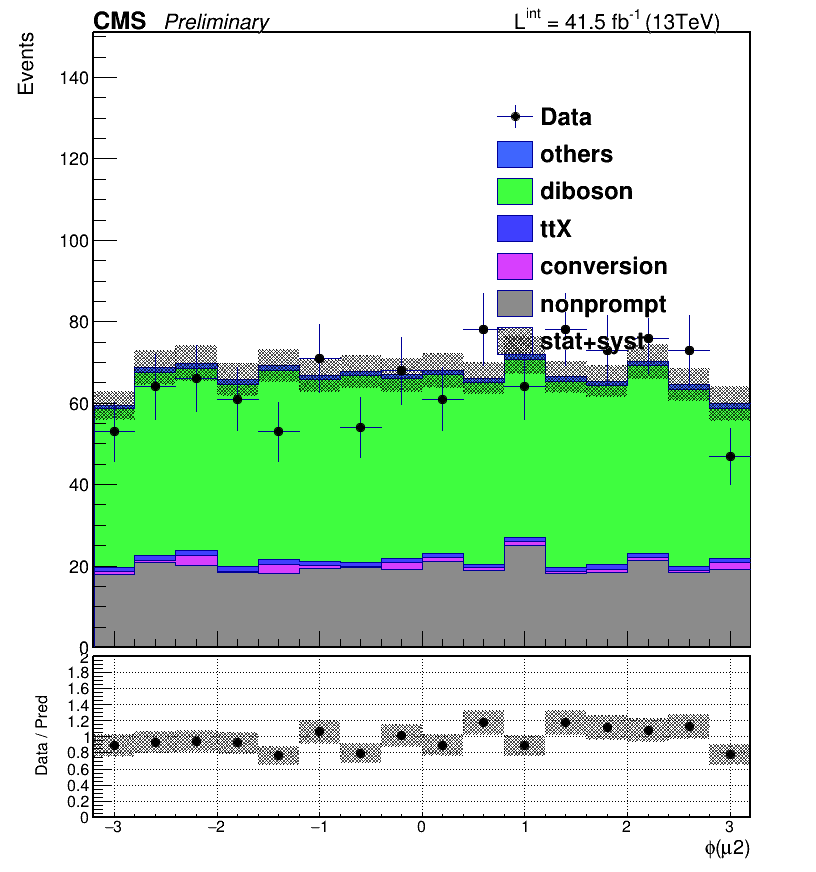 CMS Preliminary L^int = 41.5 fb^-1 (13TeV)
Events
140
120
100
80
60
40
20
0
Data
others
diboson
ttX
conversion
nonprompt
stat+syst
Data / Pred
2
1.8
1.6
1.4
1.2
1
0.8
0.6
0.4
0.2
0
−3 −2 −1 0 1 2 3
ϕ(μ2)